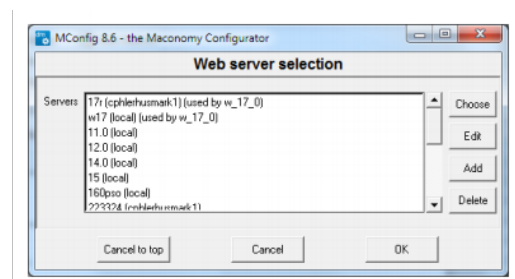 MConfig 8.6 - the Maconomy Configurator
Web server selection
Servers
17r (cphlerhusmark1) (used by w_17_0)
w17 (local) (used by w_17_0)
11.0 (local)
12.0 (local)
14.0 (local)
15 (local)
160pso (local)
223324 (cphlerhusmark1)
Choose
Edit
Add
Delete
Cancel to top
Cancel
OK